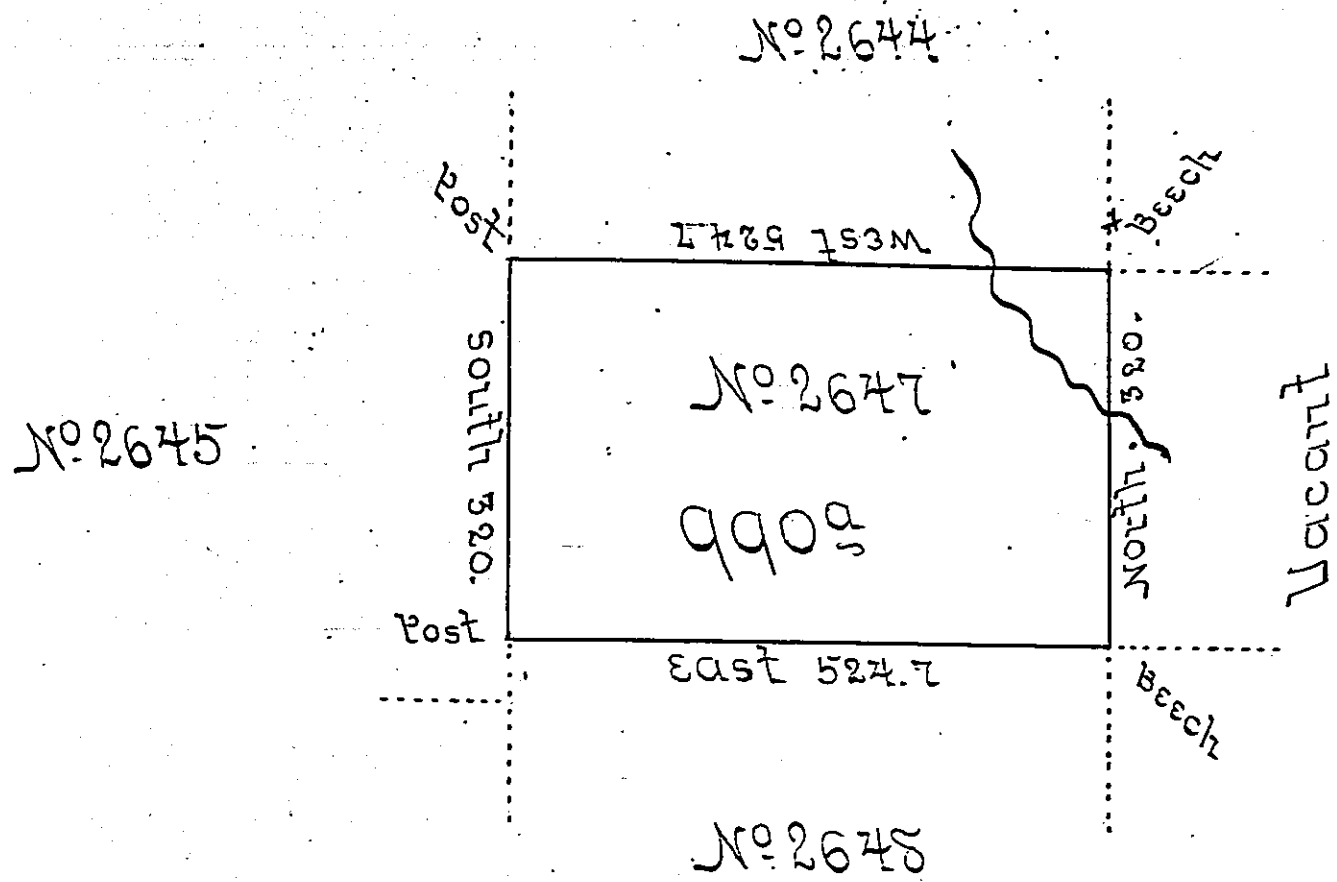 No 2644
Post
Beech
West 524.7
South 320.
No 2647
North. 320.
No 2645
Vacant
990 a
Post
East 524.7
Beech
No 2648